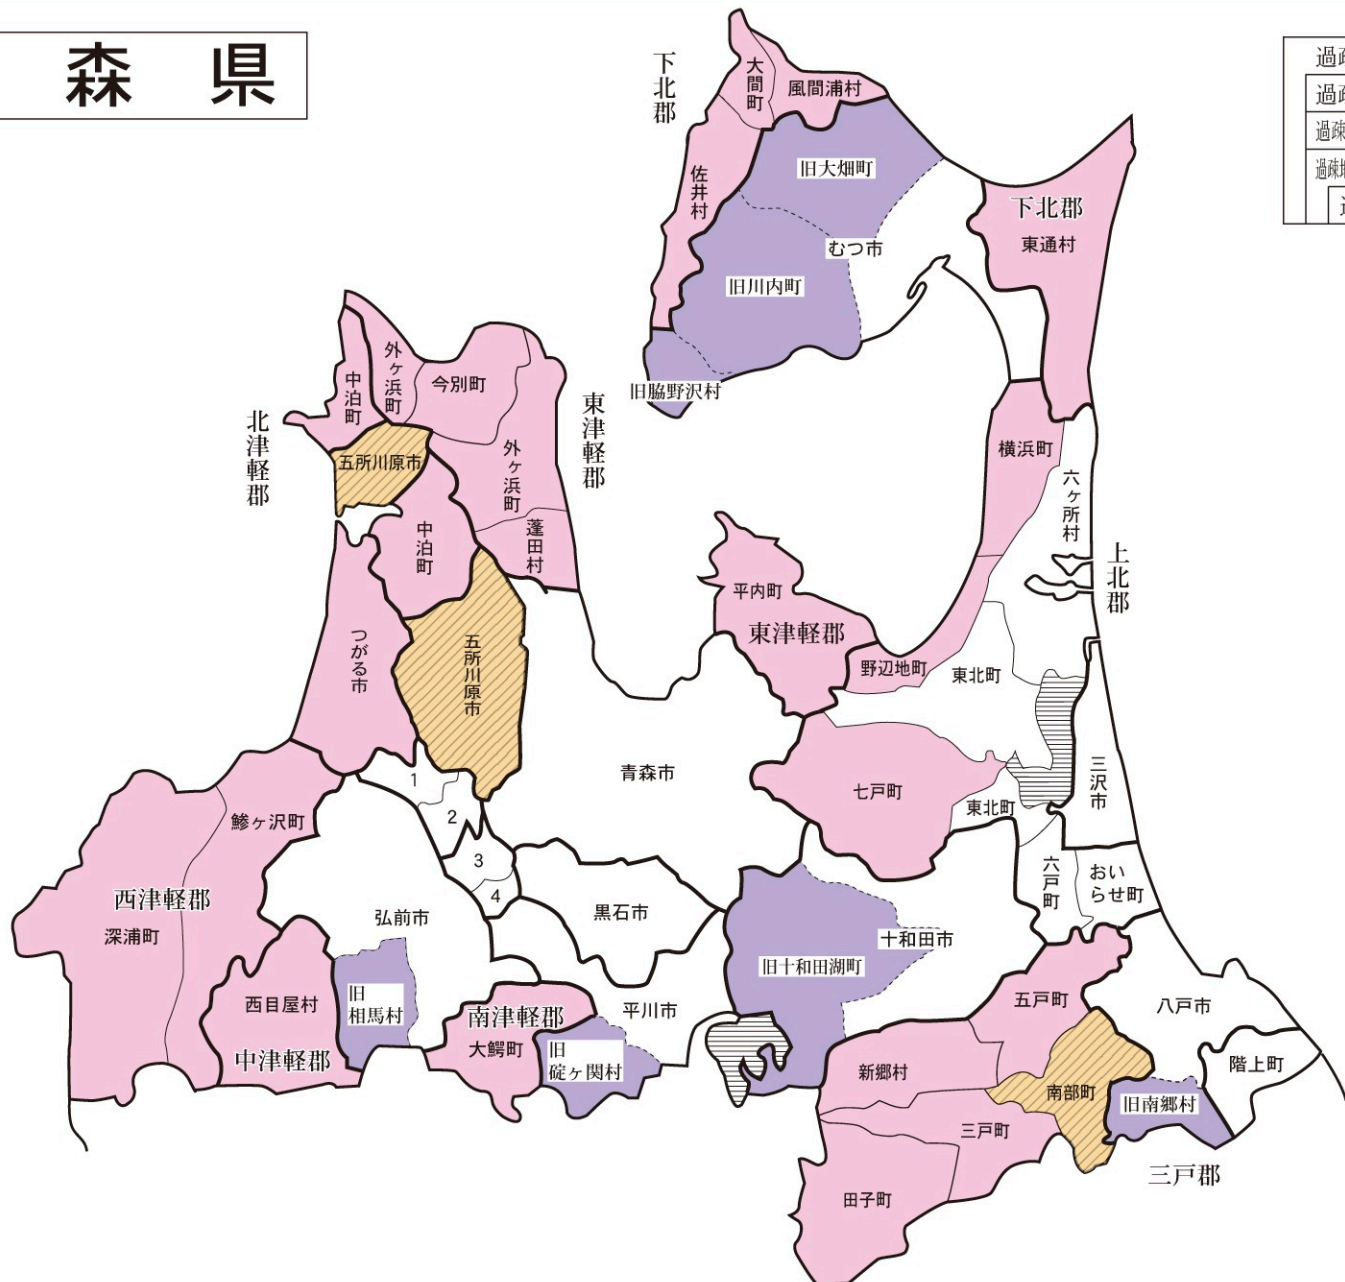 森 県
過疎
過疎
過疎
過疎地
下北郡
大間町
風間浦村
旧大畑町
佐井村
下北郡
東通村
むつ市
旧川内町
旧脇野沢村
外ヶ浜町
中泊町
今別町
東津軽郡
北津軽郡
五所川原市
外ヶ浜町
横浜町
六ヶ所村
中泊町
蓬田村
上北郡
平内町
東津軽郡
つがる市
五所川原市
野辺地町
東北町
青森市
三沢市
1
七戸町
東北町
2
鰺ヶ沢町
3
4
六戸町
おい
らせ町
西津軽郡
深浦町
弘前市
黒石市
十和田市
旧十和田湖町
西目屋村
旧
相馬村
南津軽郡
平川市
五戸町
八戸市
中津軽郡
大鰐町
旧
碇ヶ関村
新郷村
南部町
階上町
旧南郷村
三戸町
三戸郡
田子町